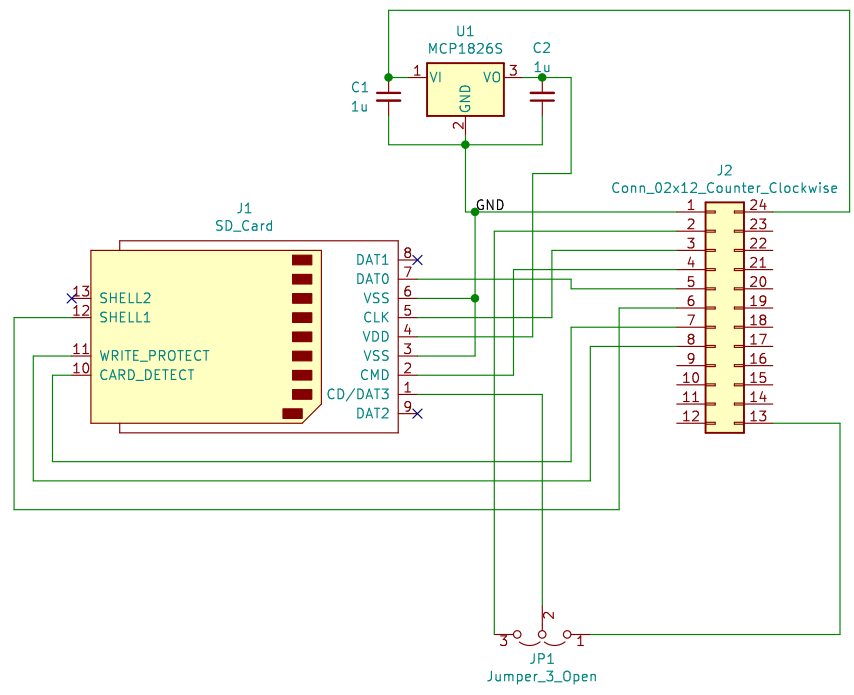 U1
MCP1826S
C2
1u
1 VI VO 3
GND
2
C1
1u
J2
Conn_02x12_Counter_Clockwise
GND
1 24
2 23
3 22
4 21
5 20
6 19
7 18
8 17
9 16
10 15
11 14
12 13
J1
SD_Card
DAT1 8
DAT0 7
13 SHELL2 VSS 6
12 SHELL1 CLK 5
VDD 4
11 WRITE_PROTECT VSS 3
10 CARD_DETECT CMD 2
CD/DAT3 1
DAT2 9
2
3 1
JP1
Jumper_3_Open